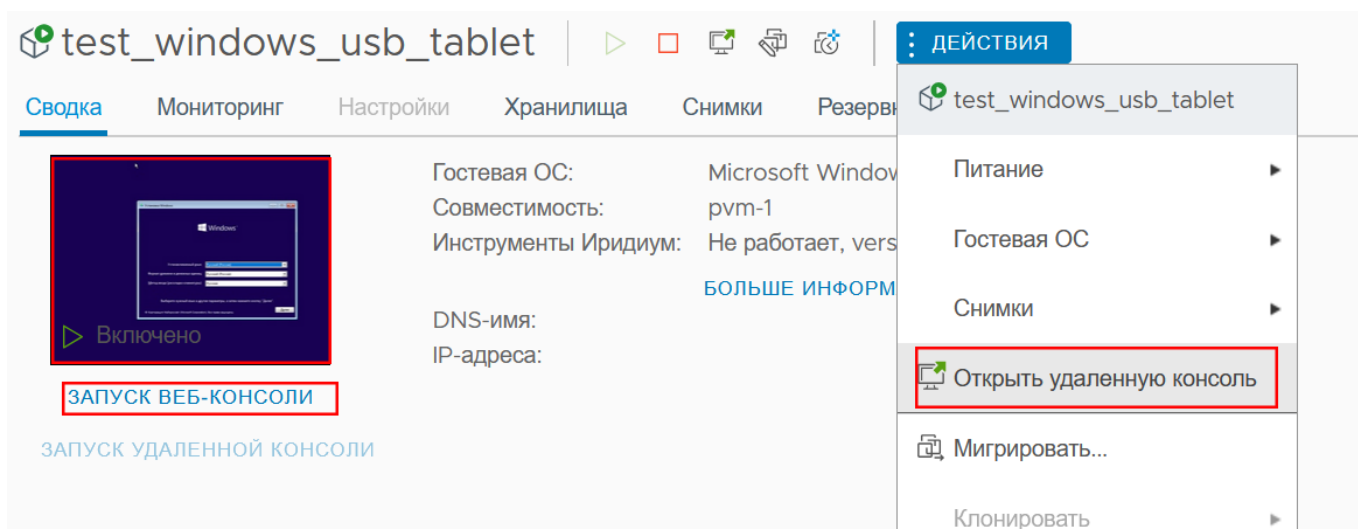 test_windows_usb_tablet
ДЕЙСТВИЯ
Сводка Мониторинг Настройки Хранилища Снимки Резерв
test_windows_usb_tablet
Питание
Гостевая ОС
Снимки
Открыть удаленную консоль
Мигрировать...
Клонировать
Windows
Включено
ЗАПУСК ВЕБ-КОНСОЛИ
ЗАПУСК УДАЛЕННОЙ КОНСОЛИ
Гостевая ОС: Microsoft Window
Совместимость: pvm-1
Инструменты Иридиум: Не работает, vers
БОЛЬШЕ ИНФОРМ
DNS-имя:
IP-адреса: